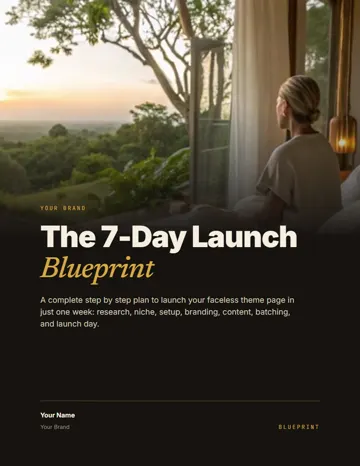 YOUR BRAND
The 7-Day Launch
Blueprint
A complete step by step plan to launch your faceless theme page in
just one week: research, niche, setup, branding, content, batching,
and launch day.
Your Name
Your Brand
BLUEPRINT